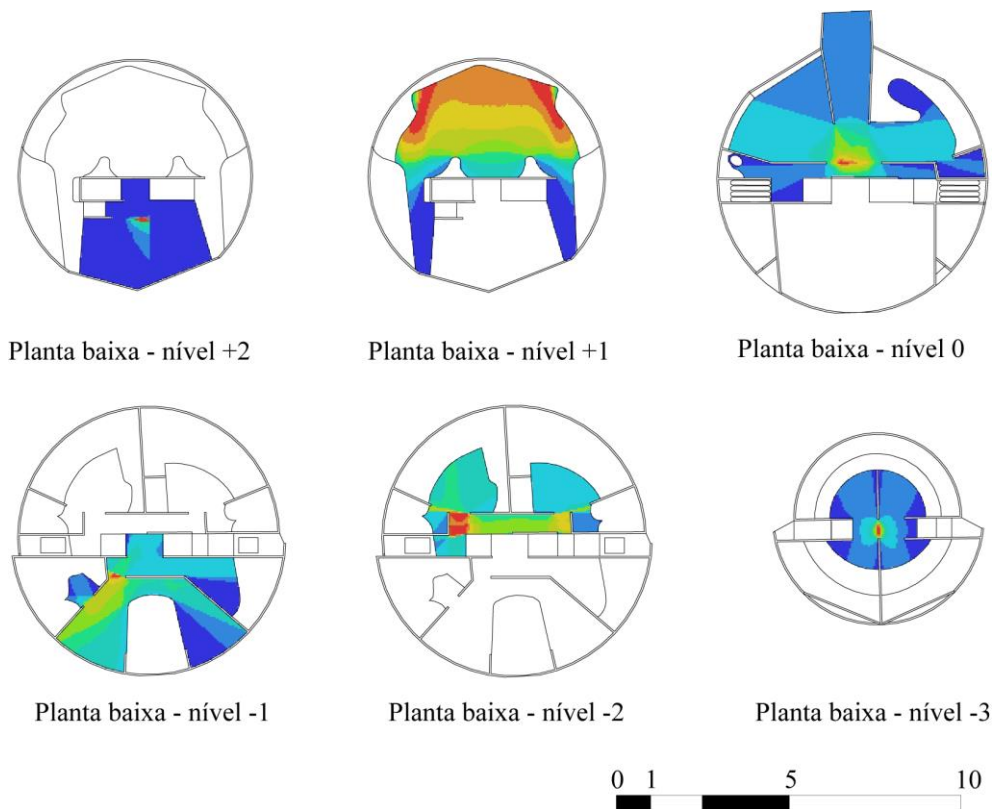 Planta baixa - nível +2
Planta baixa - nível +1
Planta baixa - nível 0
Planta baixa - nível -1
Planta baixa - nível -2
Planta baixa - nível -3
0 1 5 10